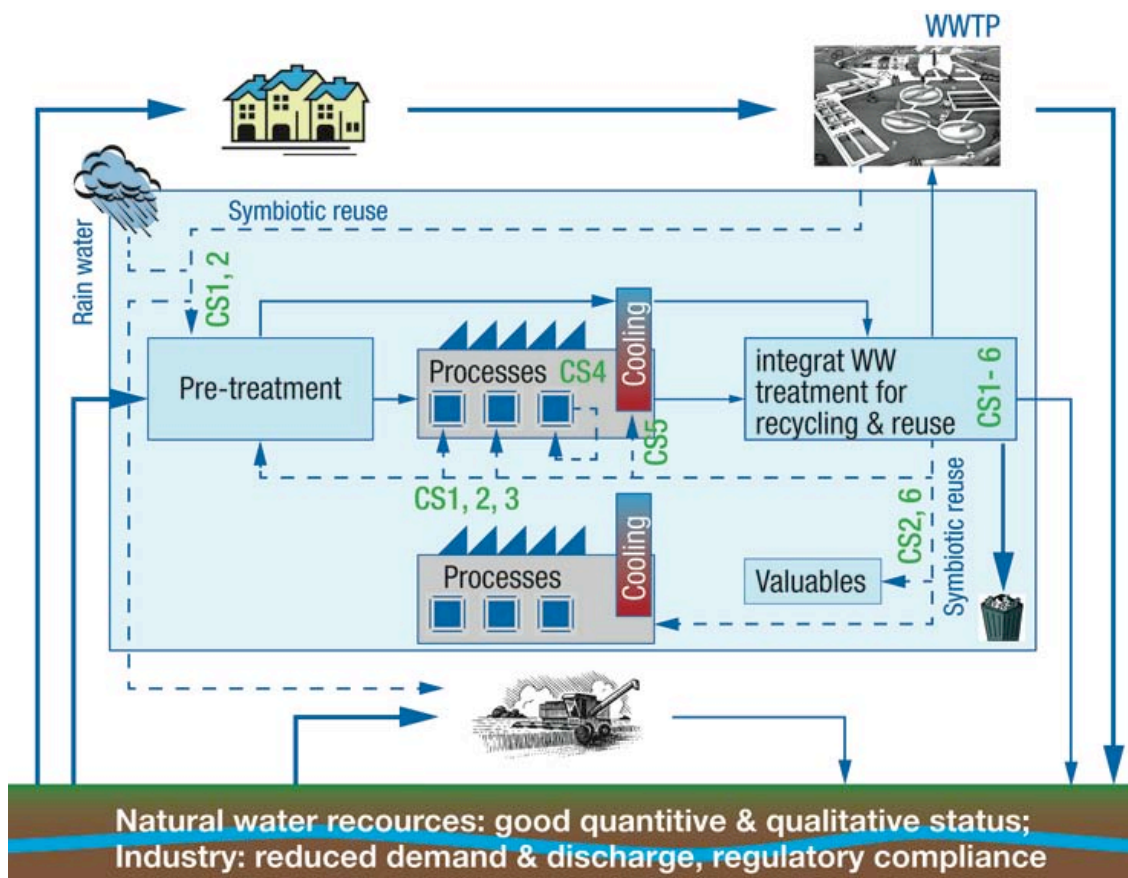 WWTP
Symbiotic reuse
Rain water
CS1, 2
Pre-treatment
Processes CS4
Cooling
integrat WW
treatment for
recycling & reuse
CS1- 6
CS5
CS1, 2, 3
CS2, 6
Symbiotic reuse
Processes
Cooling
Valuables
Natural water recources: good quantitive & qualitative status;
Industry: reduced demand & discharge, regulatory compliance